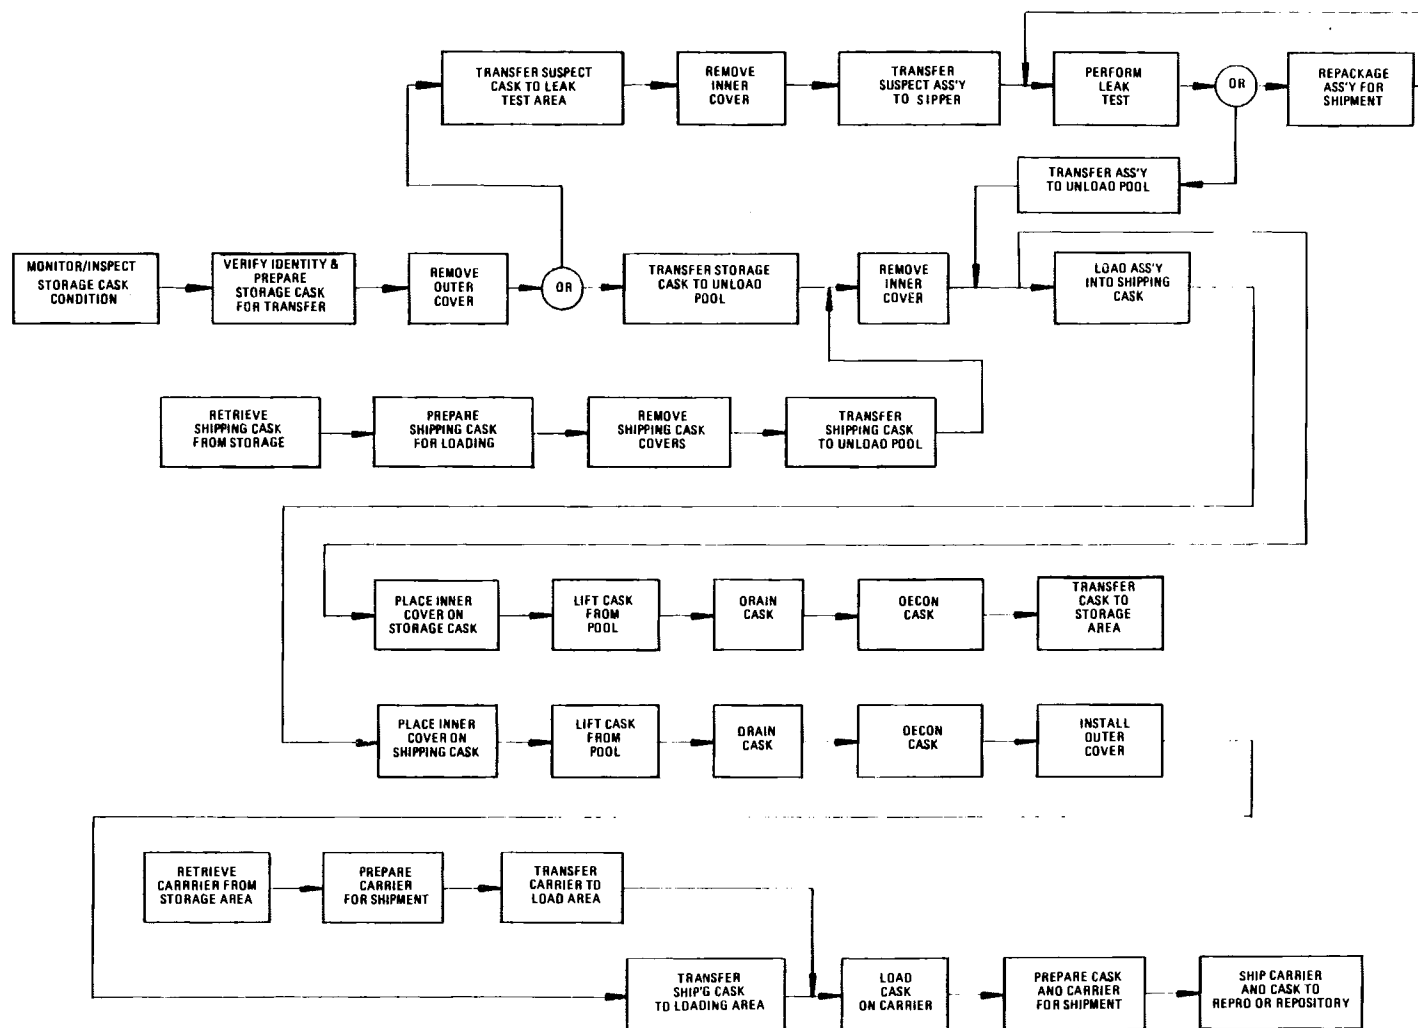 TRANSFER SUSPECT
CASK TO LEAK
TEST AREA
REMOVE
INNER
COVER
TRANSFER
SUSPECT ASS'Y
TO SIPPER
PERFORM
LEAK
TEST
OR
REPACKAGE
ASS'Y FOR
SHIPMENT
TRANSFER ASS'Y
TO UNLOAD POOL
MONITOR/INSPECT
STORAGE CASK
CONDITION
VERIFY IDENTITY &
PREPARE
STORAGE CASK
FOR TRANSFER
REMOVE
OUTER
COVER
OR
TRANSFER STORAGE
CASK TO UNLOAD
POOL
REMOVE
INNER
COVER
LOAD ASS'Y
INTO SHIPPING
CASK
RETRIEVE
SHIPPING CASK
FROM STORAGE
PREPARE
SHIPPING CASK
FOR LOADING
REMOVE
SHIPPING CASK
COVERS
TRANSFER
SHIPPING CASK
TO UNLOAD POOL
PLACE INNER
COVER ON
STORAGE CASK
LIFT CASK
FROM
POOL
DRAIN
CASK
DECON
CASK
TRANSFER
CASK TO
STORAGE
AREA
PLACE INNER
COVER ON
SHIPPING CASK
LIFT CASK
FROM
POOL
DRAIN
CASK
DECON
CASK
INSTALL
OUTER
COVER
RETRIEVE
CARRRIER FROM
STORAGE AREA
PREPARE
CARRIER
FOR SHIPMENT
TRANSFER
CARRIER TO
LOAD AREA
TRANSFER
SHIP'G CASK
TO LOADING AREA
LOAD
CASK
ON CARRIER
PREPARE CASK
AND CARRIER
FOR SHIPMENT
SHIP CARRIER
AND CASK TO
REPRO OR REPOSITORY